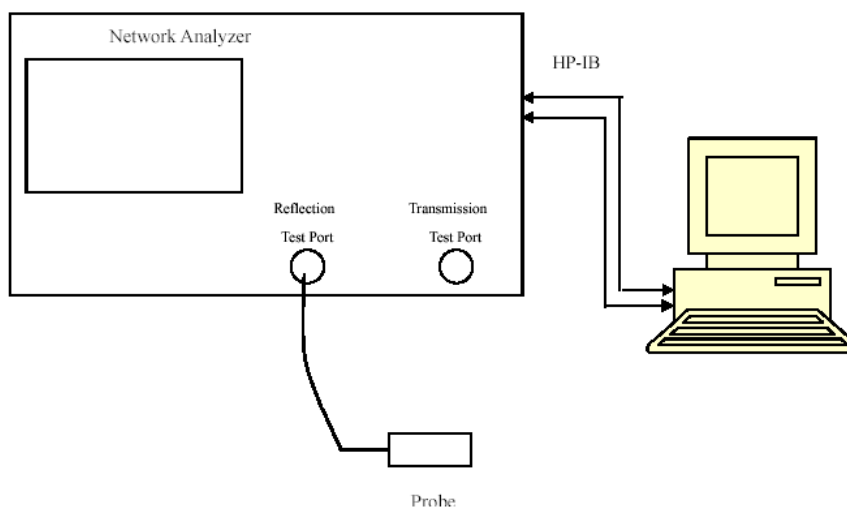 Network Analyzer
HP-IB
Reflection
Test Port
Transmission
Test Port
Probe